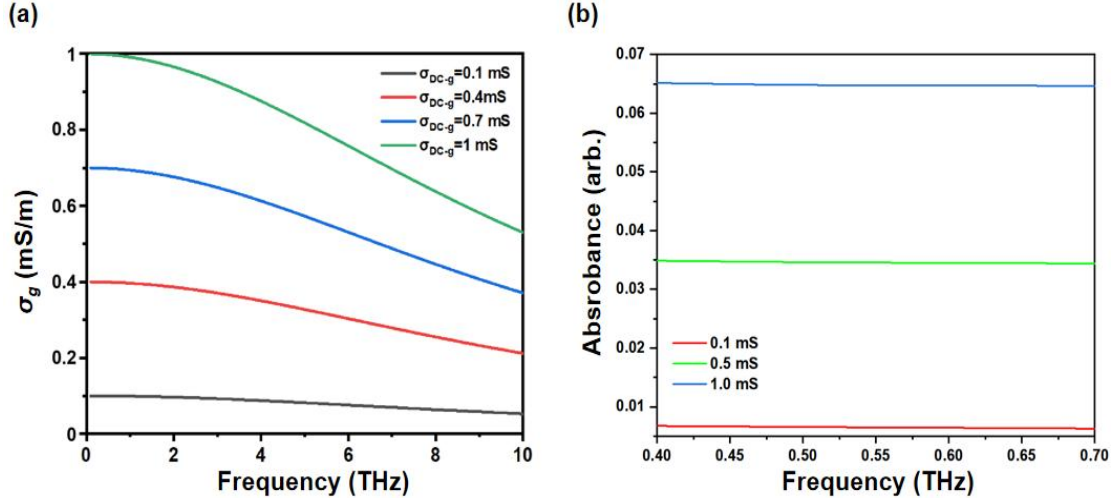 (a)
1
0.8
0.6
0.4
0.2
0
σg (mS/m)
0 2 4 6 8 10
Frequency (THz)
σDC-g=0.1 mS
σDC-g=0.4mS
σDC-g=0.7 mS
σDC-g=1 mS
(b)
0.07
0.06
0.05
0.04
0.03
0.02
0.01
Absrobance (arb.)
0.1 mS
0.5 mS
1.0 mS
0.40 0.45 0.50 0.55 0.60 0.65 0.70
Frequency (THz)